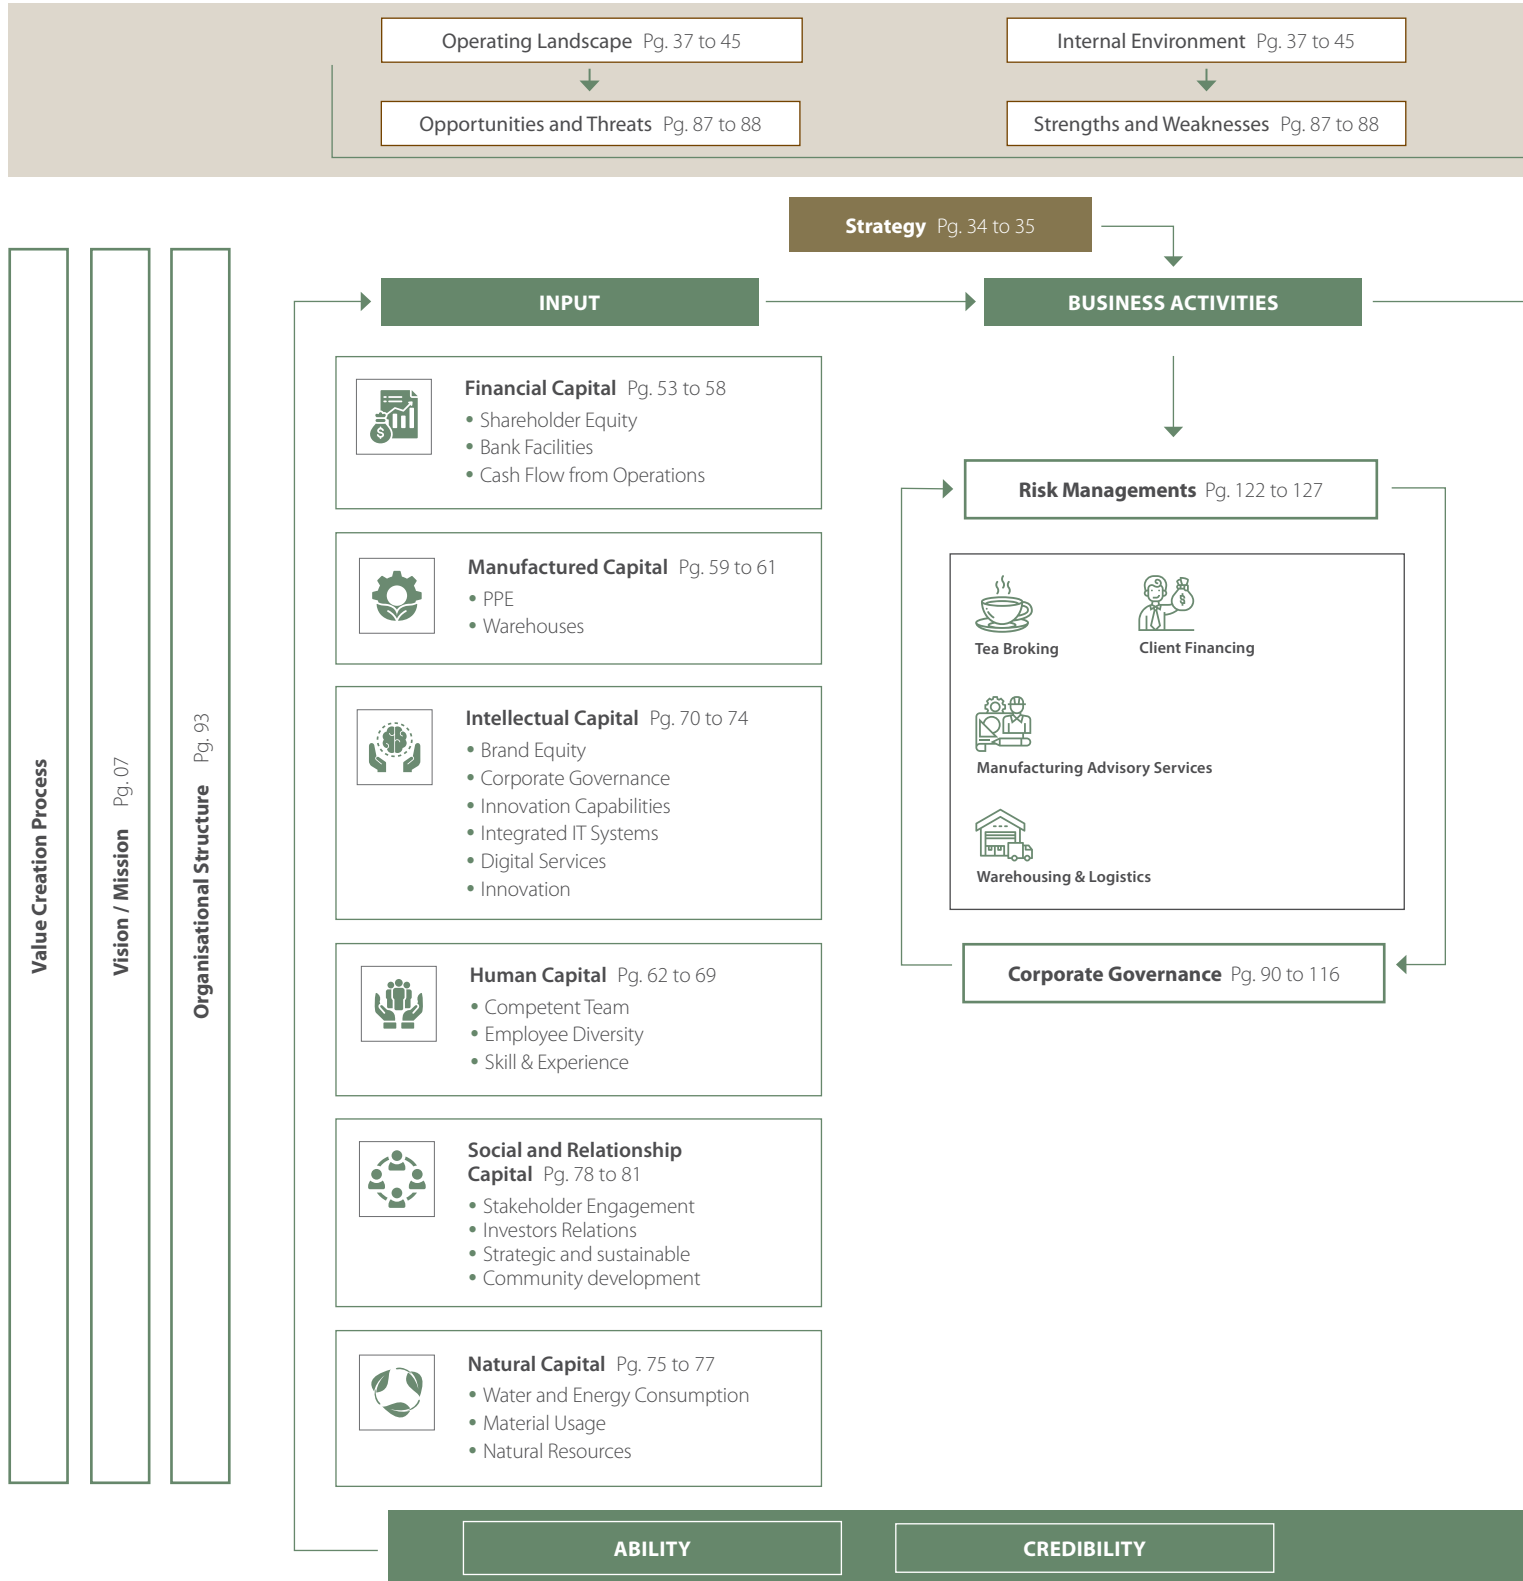 Operating Landscape Pg. 37 to 45
Internal Environment Pg. 37 to 45
Opportunities and Threats Pg. 87 to 88
Strengths and Weaknesses Pg. 87 to 88
Strategy Pg. 34 to 35
Value Creation Process
Vision / Mission Pg. 07
Organisational Structure Pg. 93
INPUT
BUSINESS ACTIVITIES
Financial Capital Pg. 53 to 58
• Shareholder Equity
• Bank Facilities
• Cash Flow from Operations
Manufactured Capital Pg. 59 to 61
• PPE
• Warehouses
Intellectual Capital Pg. 70 to 74
• Brand Equity
• Corporate Governance
• Innovation Capabilities
• Integrated IT Systems
• Digital Services
• Innovation
Human Capital Pg. 62 to 69
• Competent Team
• Employee Diversity
• Skill & Experience
Social and Relationship
Capital Pg. 78 to 81
• Stakeholder Engagement
• Investors Relations
• Strategic and sustainable
• Community development
Natural Capital Pg. 75 to 77
• Water and Energy Consumption
• Material Usage
• Natural Resources
Risk Managements Pg. 122 to 127
Tea Broking
Client Financing
Manufacturing Advisory Services
Warehousing & Logistics
Corporate Governance Pg. 90 to 116
ABILITY
CREDIBILITY